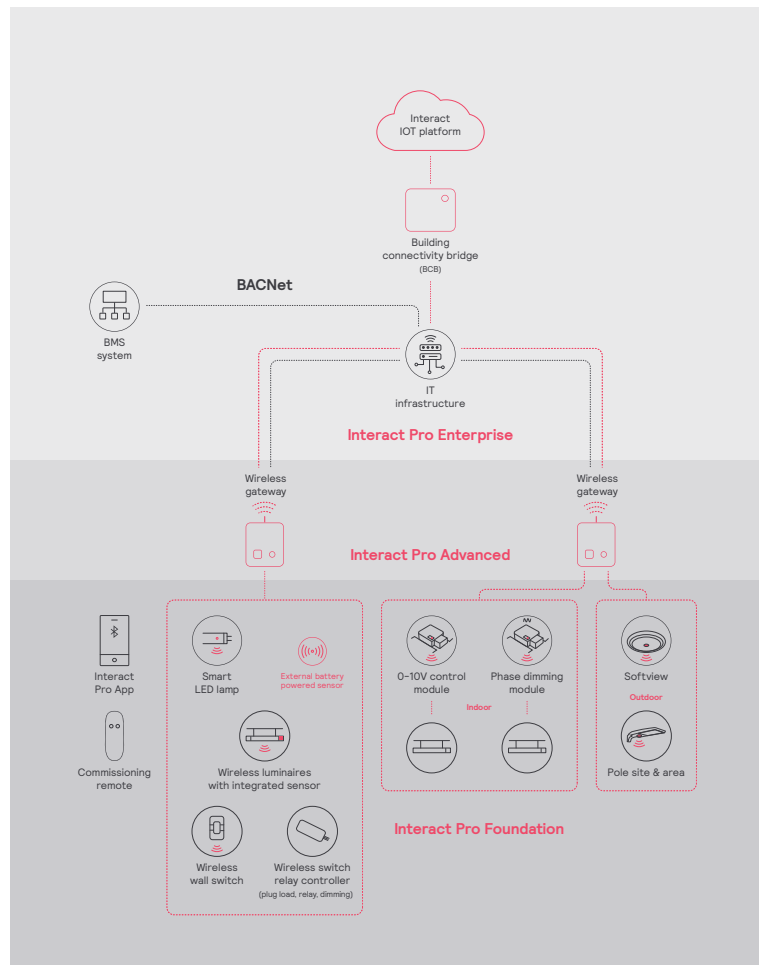 Interact
IOT platform
Building
connectivity bridge
(BCB)
BACNet
BMS
system
IT
infrastructure
Interact Pro Enterprise
Wireless
gateway
Wireless
gateway
Interact Pro Advanced
Interact
Pro App
Smart
LED lamp
External battery
powered sensor
0-10V control
module
Phase dimming
module
Softview
Indoor
Outdoor
Commissioning
remote
Wireless luminaires
with integrated sensor
Pole site & area
Interact Pro Foundation
Wireless
wall switch
Wireless switch
relay controller
(plug load, relay, dimming)